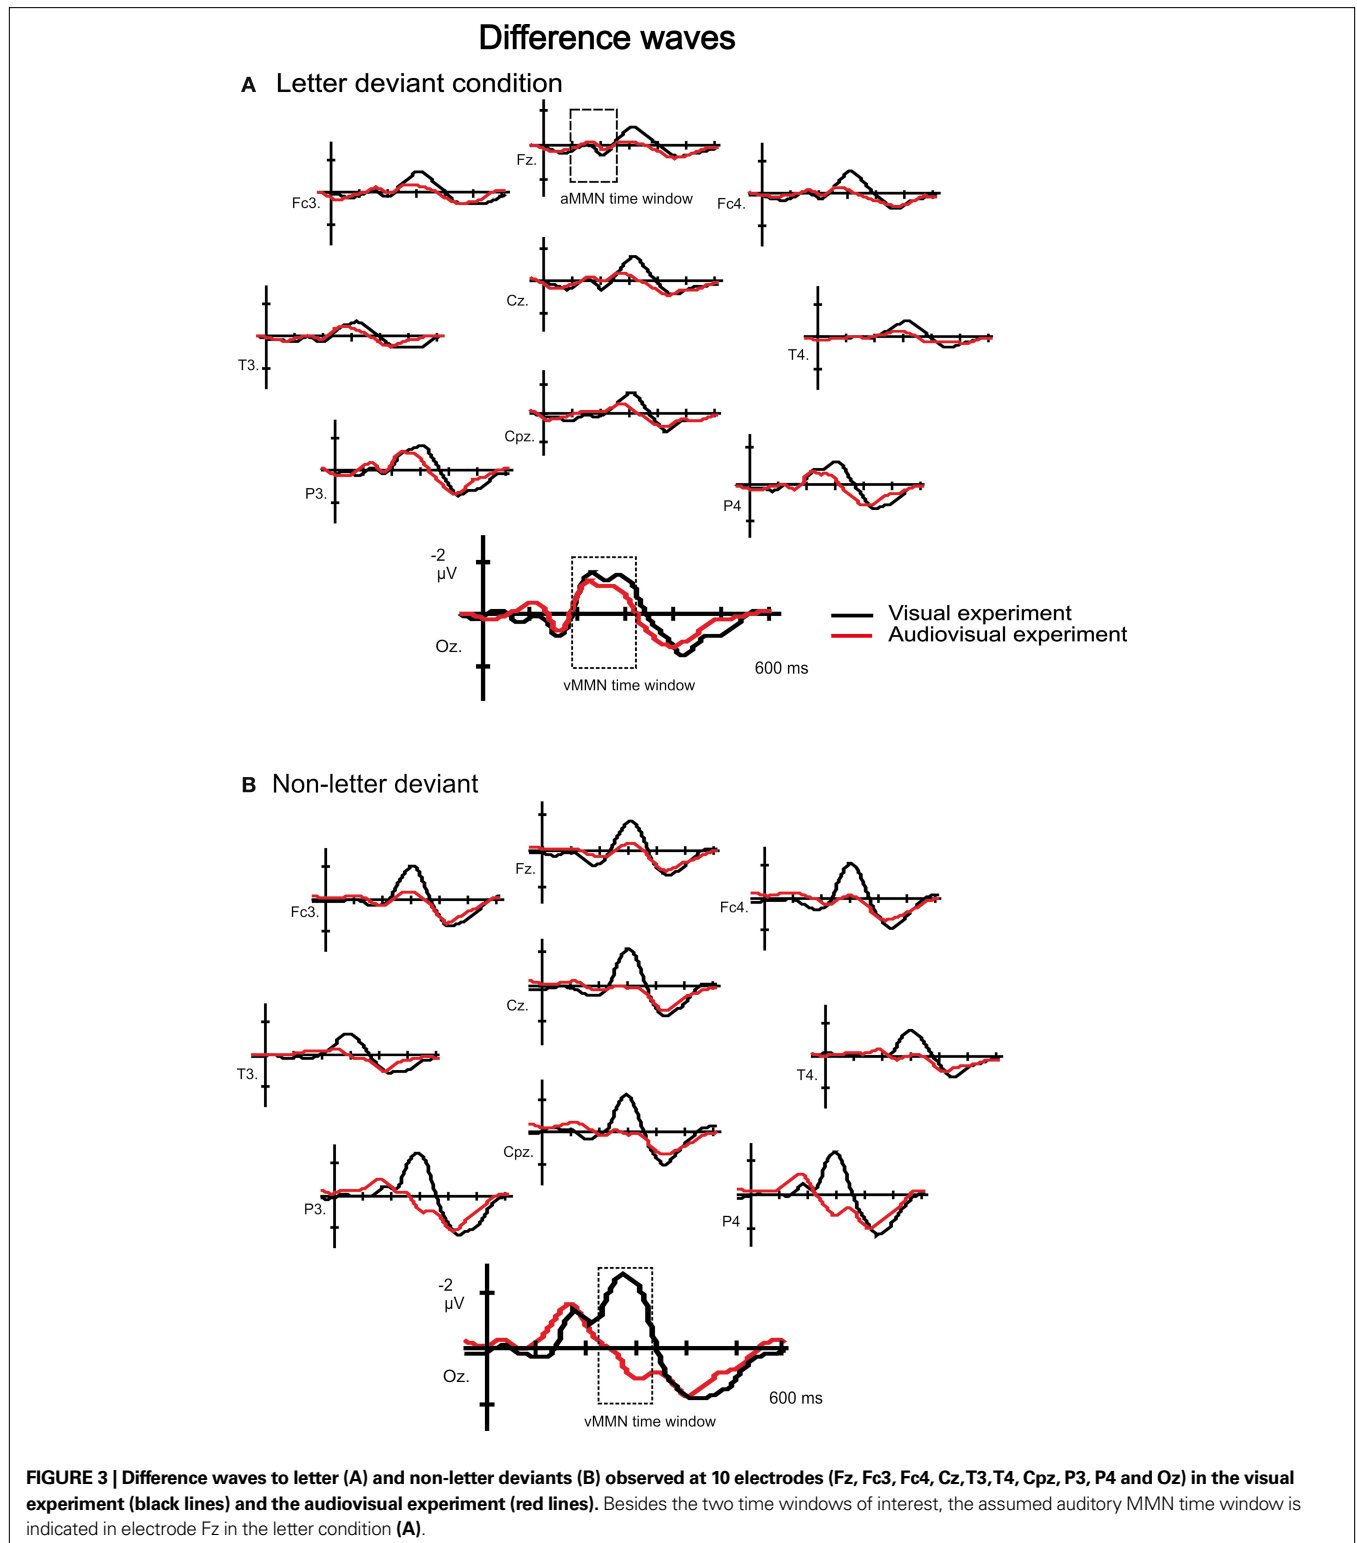 Difference waves
A Letter deviant condition
Fz.
aMMN time window
Fc3.
Fc4.
Cz.
T3.
T4.
Cpz.
P3.
P4
-2
µV
Oz.
vMMN time window
600 ms
Visual experiment
Audiovisual experiment
B Non-letter deviant
Fz.
Fc3.
Fc4.
Cz.
T3.
T4.
Cpz.
P3.
P4
-2
µV
Oz.
600 ms
vMMN time window
FIGURE 3 | Difference waves to letter (A) and non-letter deviants (B) observed at 10 electrodes (Fz, Fc3, Fc4, Cz,T3,T4, Cpz, P3, P4 and Oz) in the visual
experiment (black lines) and the audiovisual experiment (red lines). Besides the two time windows of interest, the assumed auditory MMN time window is
indicated in electrode Fz in the letter condition (A).